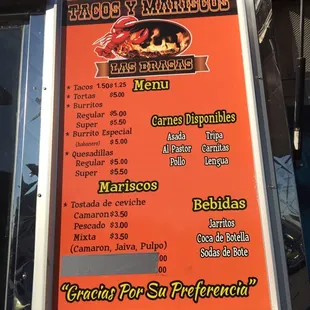 TACOS Y MARISCOS
LAS BRASAS
Menu
* Tacos 1.50 $1.25
* Tortas $5.00
* Burritos
Regular $5.00
Super $5.50
* Burrito Especial
$5.00
* Quesadillas
Regular $5.00
Super $5.50
Carnes Disponibles
Asada Tripa
Al Pastor Carnitas
Pollo Lengua
Mariscos
* Tostada de ceviche
Camaron $3.50
Pescado $3.00
Mixta $3.50
(Camaron, Jaiva, Pulpo)
.00
.00
Bebidas
Jarritos
Coca de Botella
Sodas de Bote
"Gracias Por Su Preferencia"